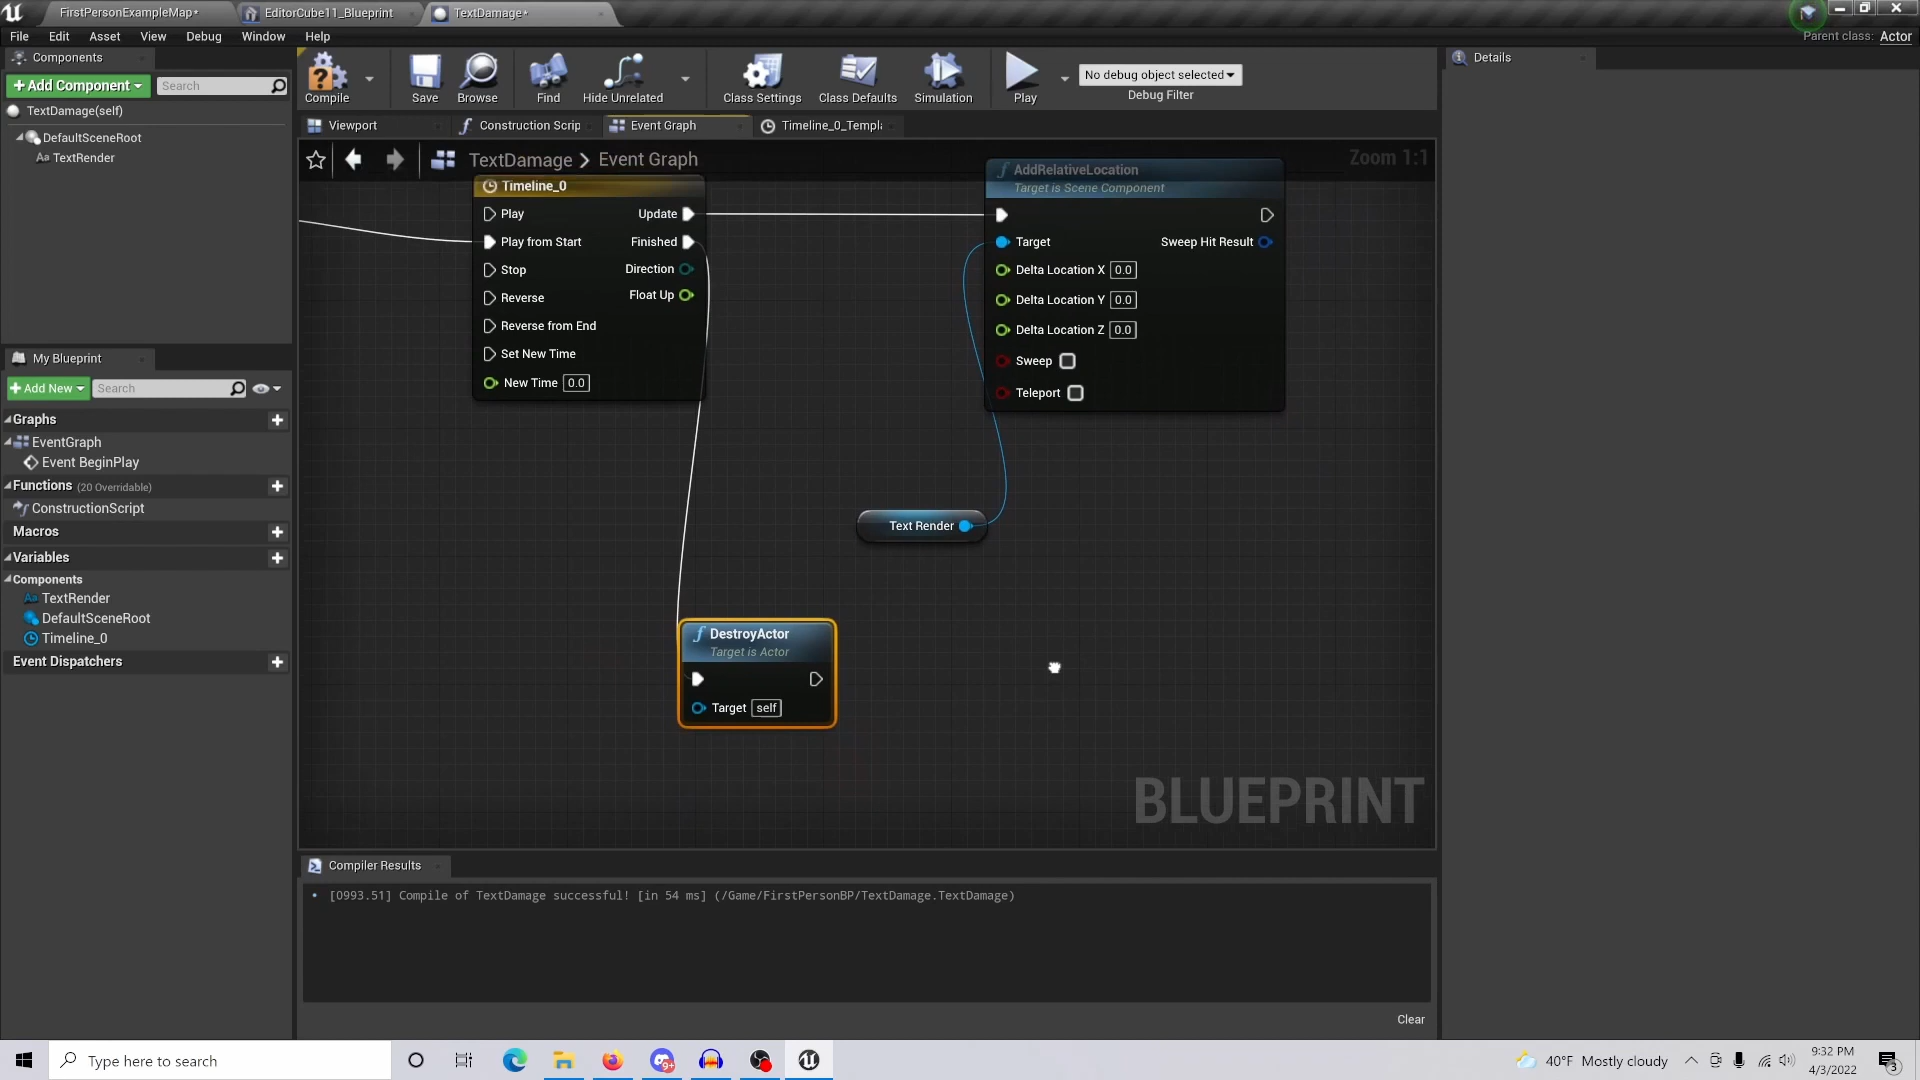 FirstPersonExampleMap*
EditorCube11_Blueprint
TextDamage*
File Edit Asset View Debug Window Help
Parent class: Actor
Components
+Add Component
Search
TextDamage(self)
DefaultSceneRoot
Aa TextRender
Compile
Save
Browse
Find
Hide Unrelated
Class Settings
Class Defaults
Simulation
Play
No debug object selected
Debug Filter
Details
Viewport
Construction Scrip
Event Graph
Timeline_0_Templ
TextDamage > Event Graph
Zoom 1:1
Timeline_0
Play
Update
Play from Start
Finished
Stop
Direction
Reverse
Float Up
Reverse from End
Set New Time
New Time 0.0
AddRelativeLocation
Target is Scene Component
Target
Sweep Hit Result
Delta Location X 0.0
Delta Location Y 0.0
Delta Location Z 0.0
Sweep
Teleport
Text Render
DestroyActor
Target is Actor
Target self
BLUEPRINT
My Blueprint
+Add New
Search
Graphs
EventGraph
Event BeginPlay
Functions (20 Overridable)
ConstructionScript
Macros
Variables
Components
Aa TextRender
DefaultSceneRoot
Timeline_0
Event Dispatchers
Compiler Results
• [0993.51] Compile of TextDamage successful! [in 54 ms] (/Game/FirstPersonBP/TextDamage.TextDamage)
Clear
Type here to search
9+
40°F Mostly cloudy
9:32 PM
4/3/2022
3